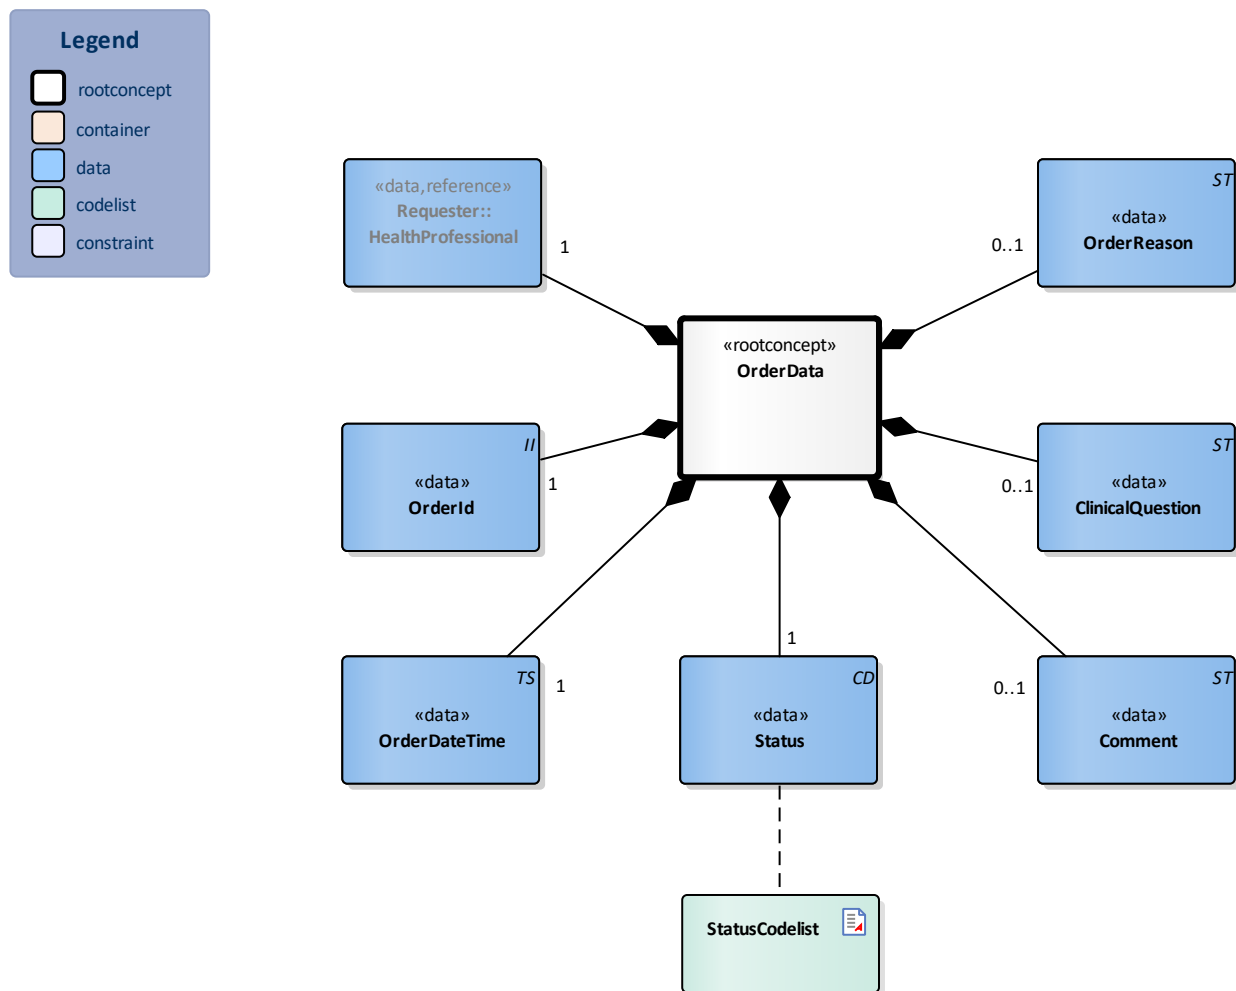 Legend
rootconcept
container
data
codelist
constraint
«data,reference»
Requester::
HealthProfessional
1
ST
«data»
OrderReason
0..1
«rootconcept»
OrderData
II
«data»
OrderId
1
ST
«data»
ClinicalQuestion
0..1
TS
«data»
OrderDateTime
1
CD
«data»
Status
1
ST
«data»
Comment
0..1
StatusCodelist